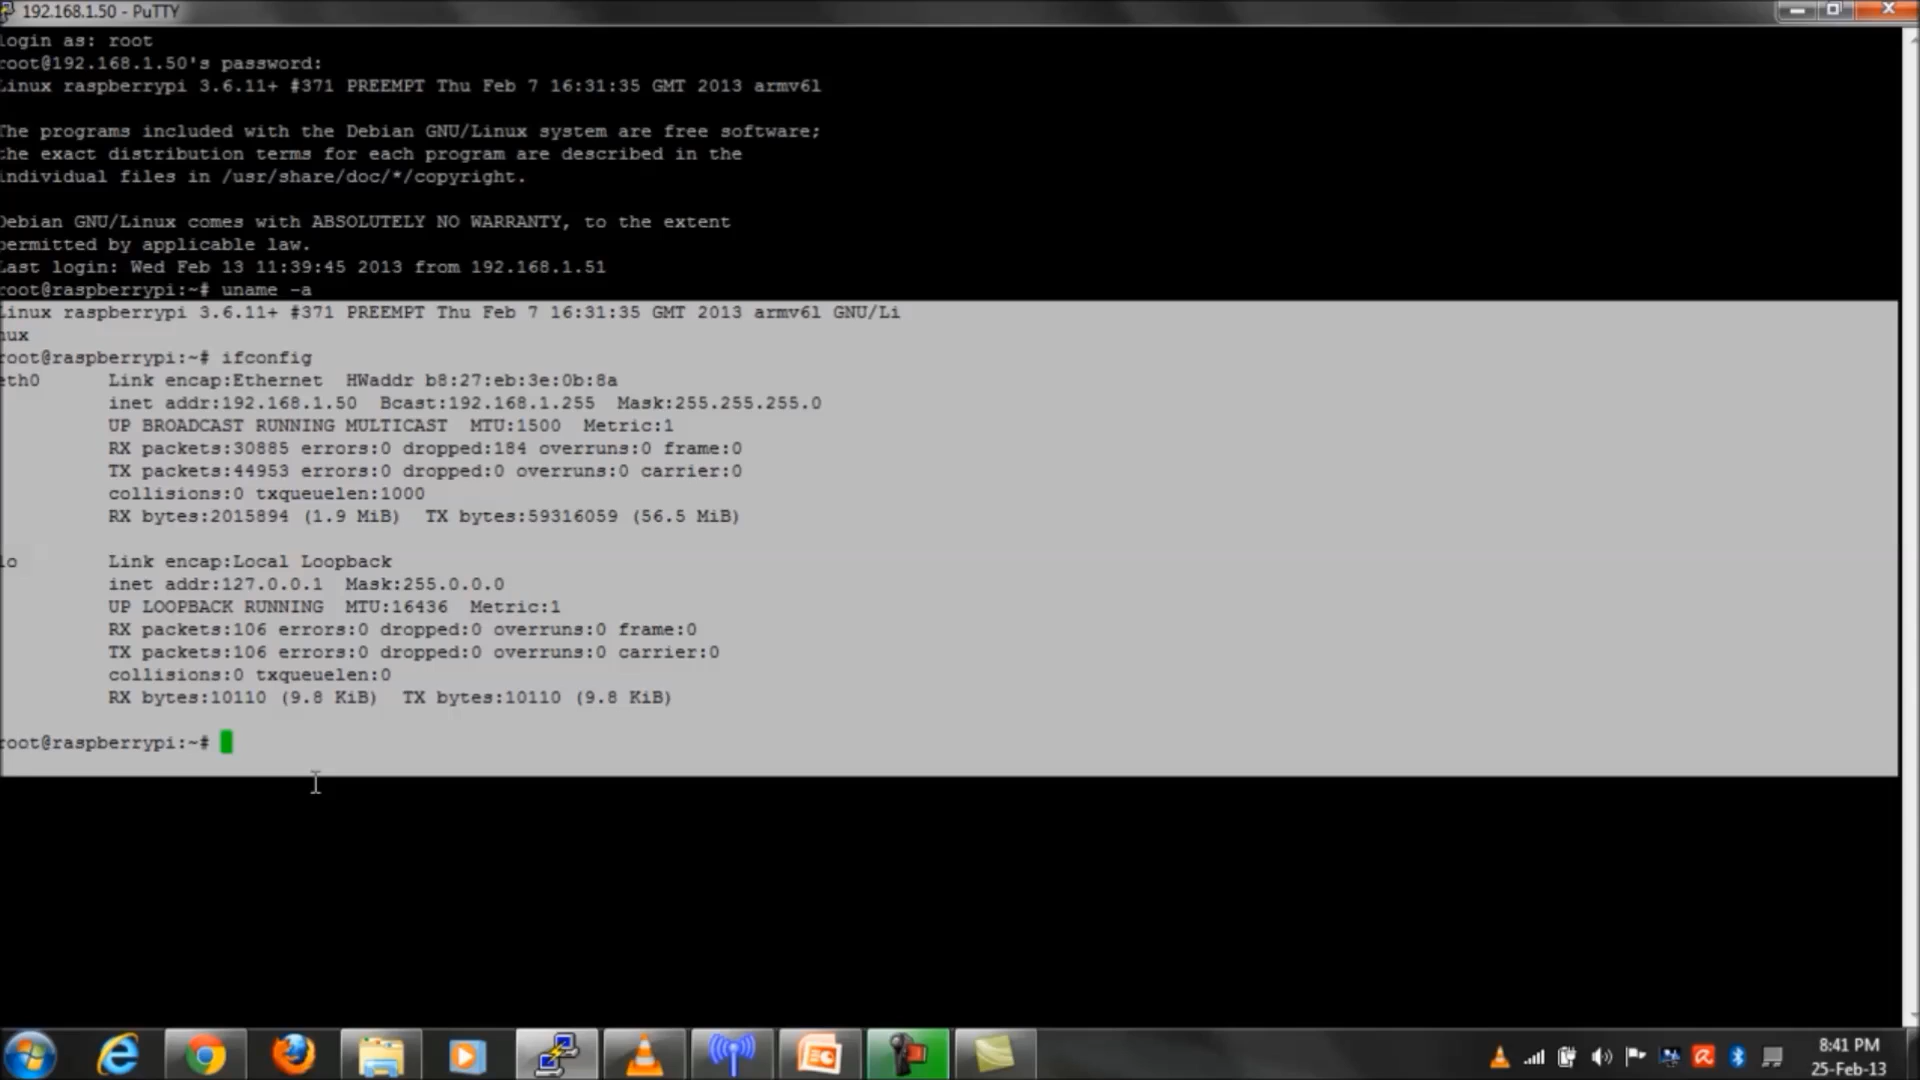 192.168.1.50 - PuTTY
login as: root
root@192.168.1.50's password:
Linux raspberrypi 3.6.11+ #371 PREEMPT Thu Feb 7 16:31:35 GMT 2013 armv6l
The programs included with the Debian GNU/Linux system are free software;
the exact distribution terms for each program are described in the
individual files in /usr/share/doc/*/copyright.
Debian GNU/Linux comes with ABSOLUTELY NO WARRANTY, to the extent
permitted by applicable law.
Last login: Wed Feb 13 11:39:45 2013 from 192.168.1.51
root@raspberrypi:~# uname -a
Linux raspberrypi 3.6.11+ #371 PREEMPT Thu Feb 7 16:31:35 GMT 2013 armv6l GNU/Li
nux
root@raspberrypi:~# ifconfig
eth0 Link encap:Ethernet HWaddr b8:27:eb:3e:0b:8a
inet addr:192.168.1.50 Bcast:192.168.1.255 Mask:255.255.255.0
UP BROADCAST RUNNING MULTICAST MTU:1500 Metric:1
RX packets:30885 errors:0 dropped:184 overruns:0 frame:0
TX packets:44953 errors:0 dropped:0 overruns:0 carrier:0
collisions:0 txqueuelen:1000
RX bytes:2015894 (1.9 MiB) TX bytes:59316059 (56.5 MiB)
lo Link encap:Local Loopback
inet addr:127.0.0.1 Mask:255.0.0.0
UP LOOPBACK RUNNING MTU:16436 Metric:1
RX packets:106 errors:0 dropped:0 overruns:0 frame:0
TX packets:106 errors:0 dropped:0 overruns:0 carrier:0
collisions:0 txqueuelen:0
RX bytes:10110 (9.8 KiB) TX bytes:10110 (9.8 KiB)
root@raspberrypi:~#
8:41 PM
25-Feb-13